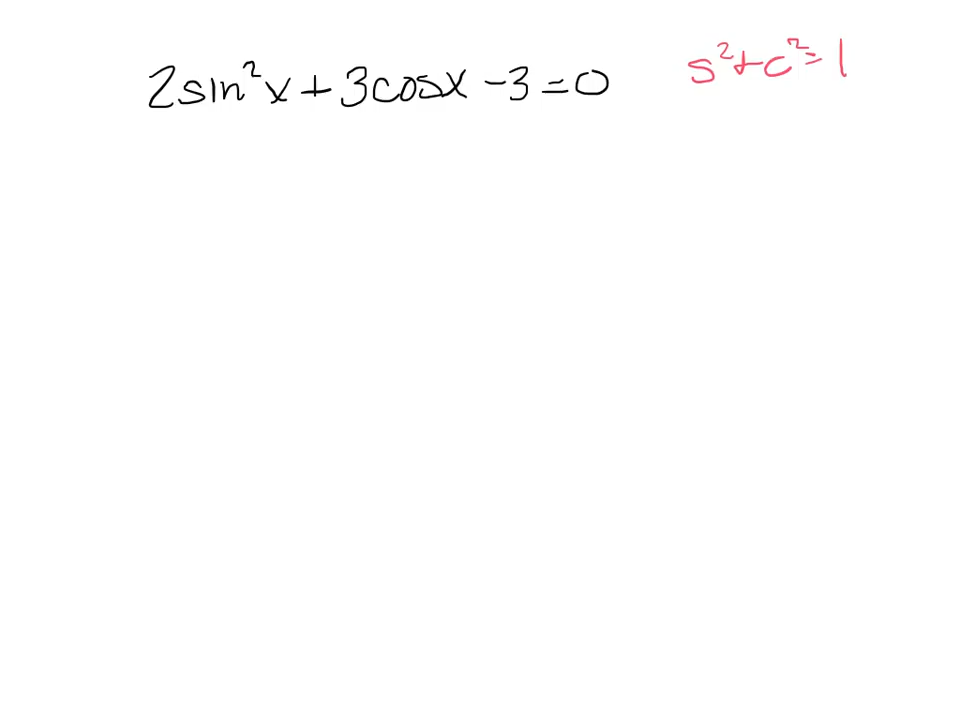 2sin²x + 3cosx - 3 = 0
s² + c² = 1